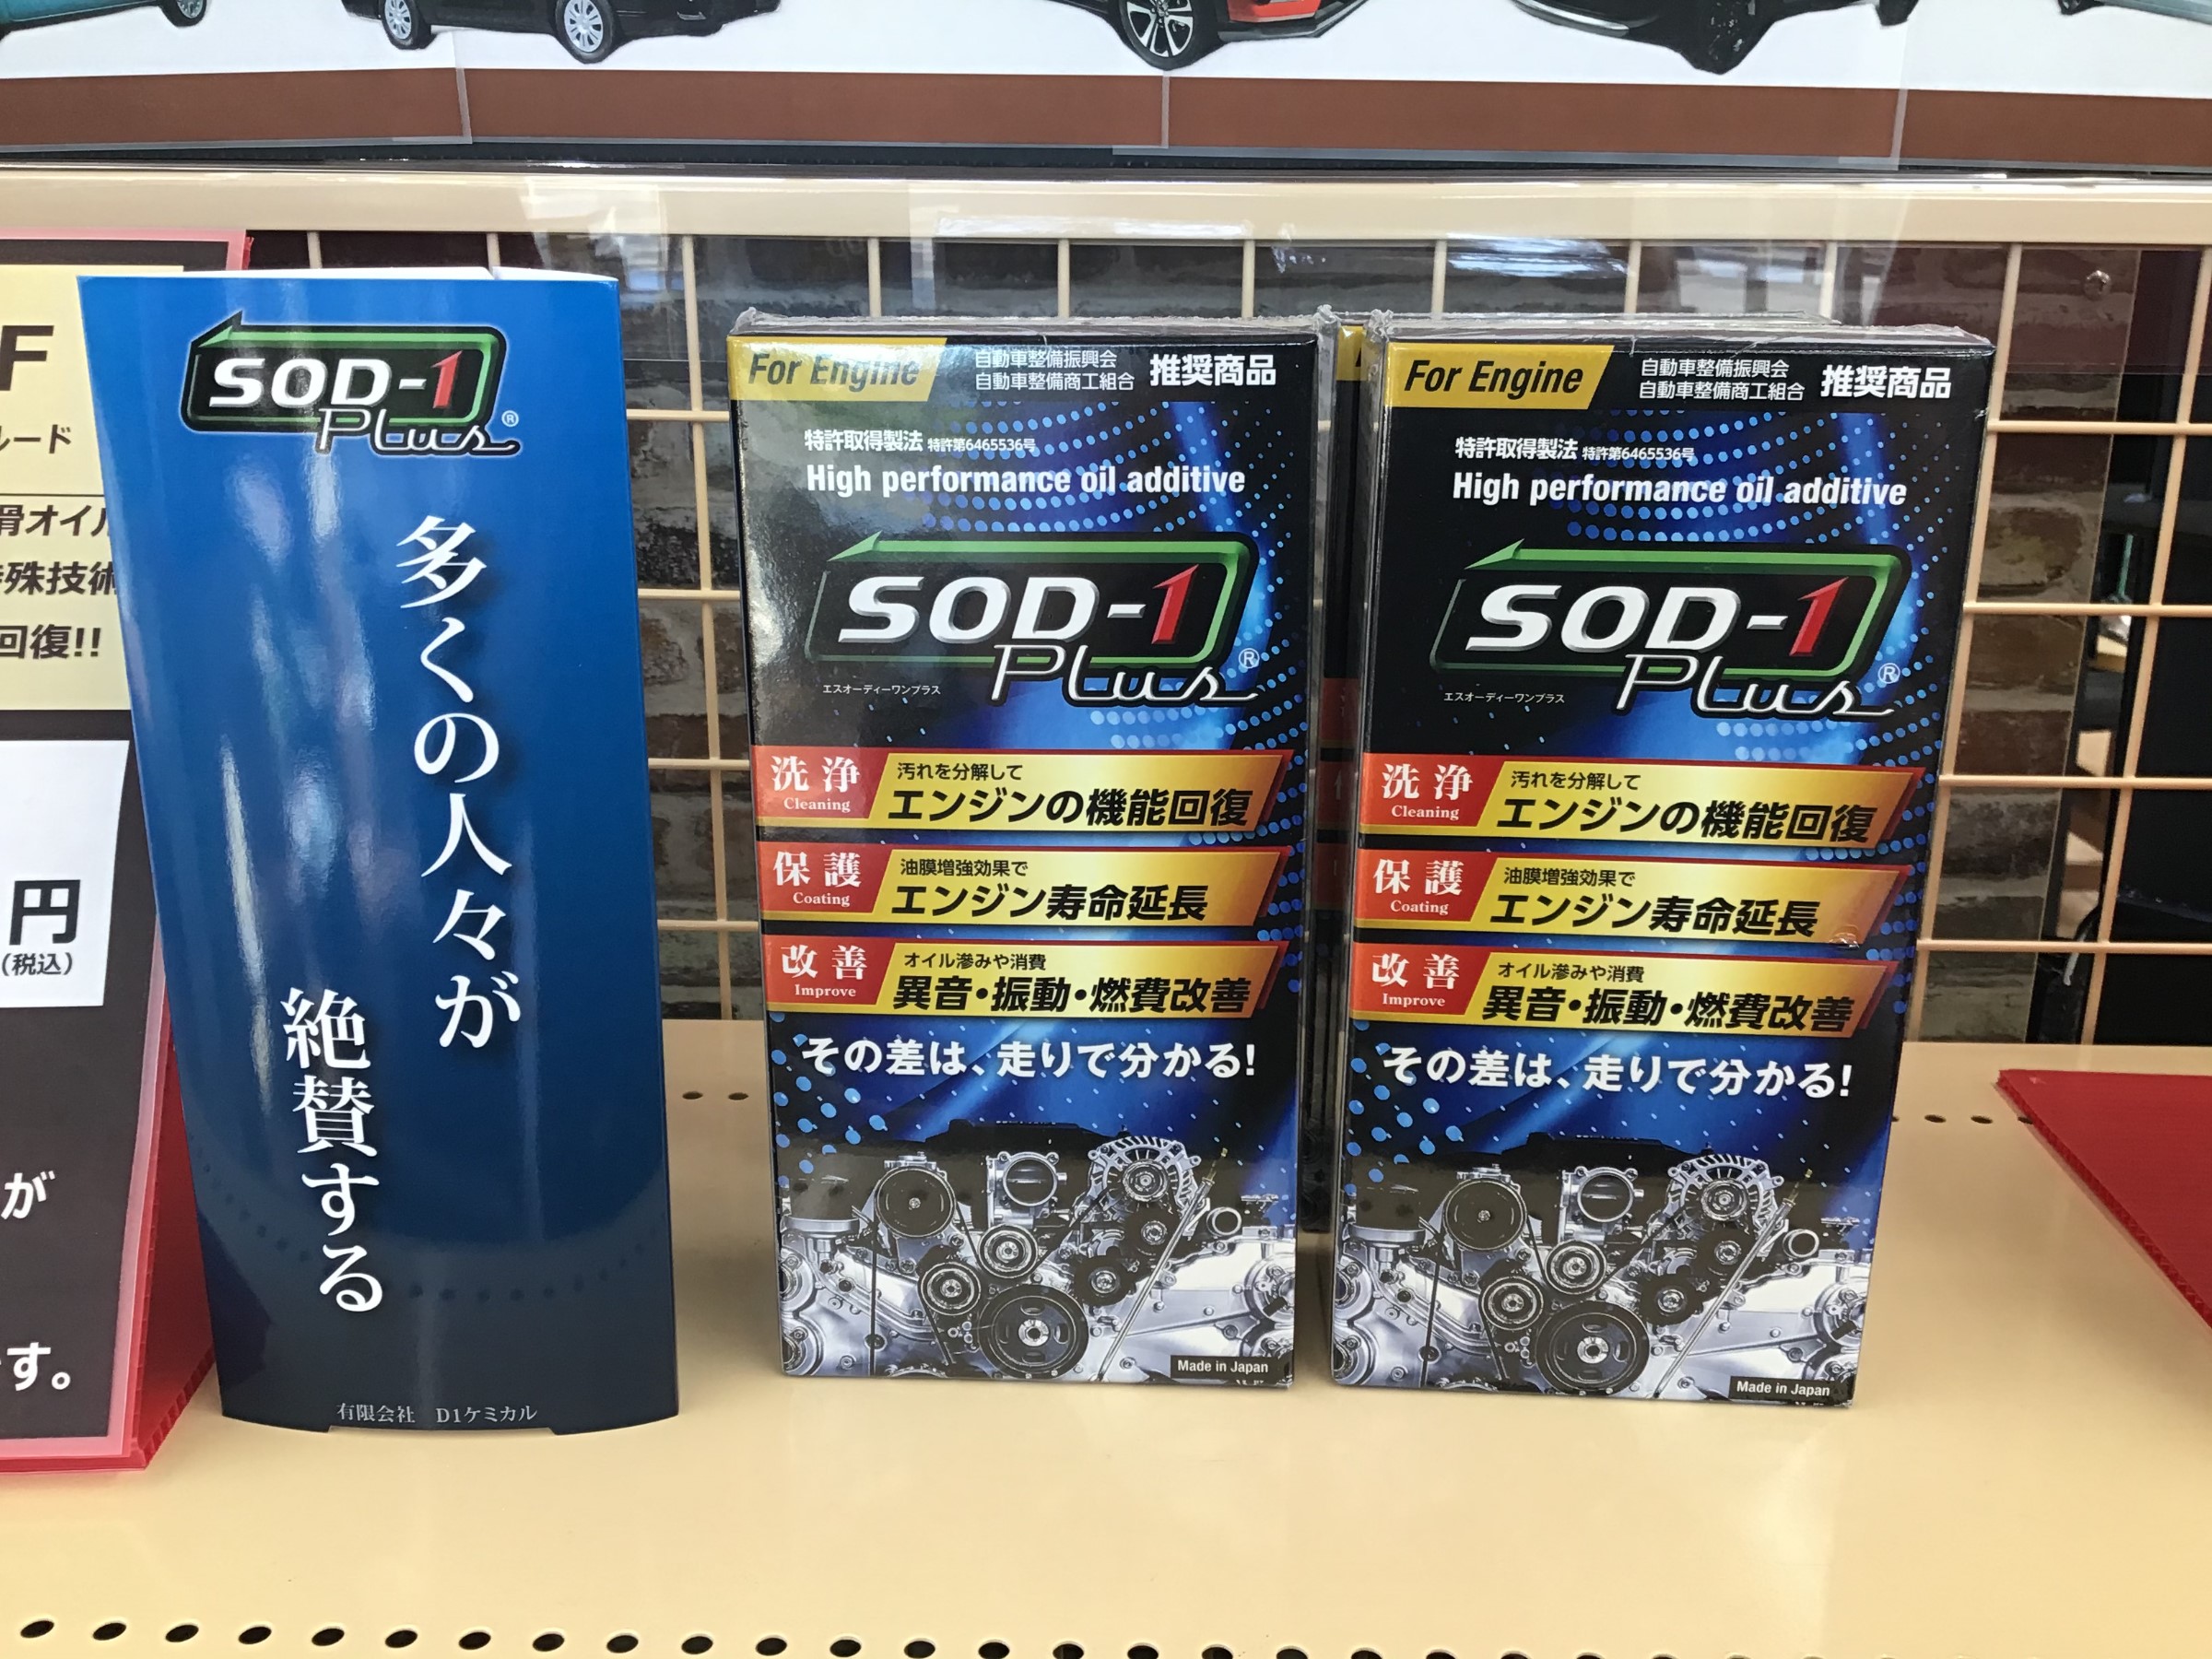 F
ルード
骨オイル
特殊技術
回復!!
円
(税込)
が
す。
SOD-1
Plus®
多くの人々が
絶賛する
有限会社 D1ケミカル
For Engine
自動車整備振興会
自動車整備商工組合
推奨商品
特許取得製法 特許第6465536号
High performance oil additive
SOD-1
Plus®
エスオーディーワンプラス
洗浄
Cleaning
汚れを分解して
エンジンの機能回復
保護
Coating
油膜増強効果で
エンジン寿命延長
改善
Improve
オイル滲みや消費
異音・振動・燃費改善
その差は、走りで分かる!
Made in Japan
For Engine
自動車整備振興会
自動車整備商工組合
推奨商品
特許取得製法 特許第6465536号
High performance oil additive
SOD-1
Plus®
エスオーディーワンプラス
洗浄
Cleaning
汚れを分解して
エンジンの機能回復
保護
Coating
油膜増強効果で
エンジン寿命延長
改善
Improve
オイル滲みや消費
異音・振動・燃費改善
その差は、走りで分かる!
Made in Japan